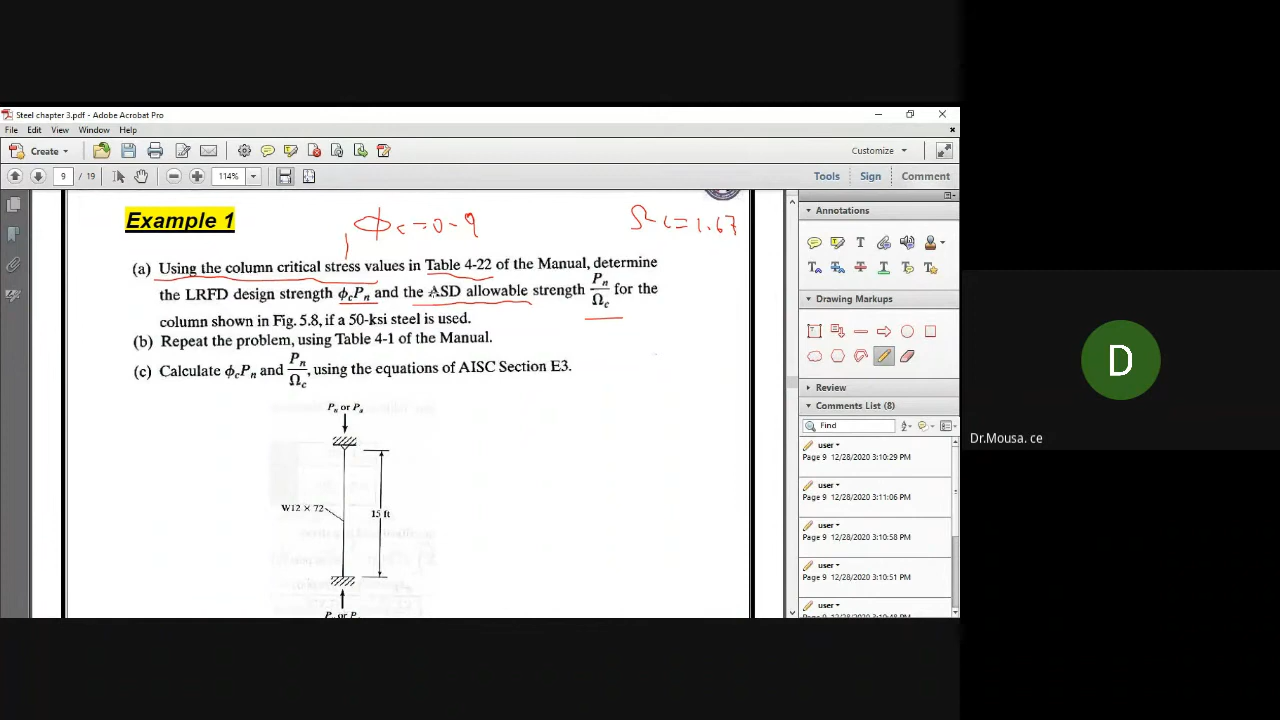 Steel chapter 3.pdf - Adobe Acrobat Pro
File Edit View Window Help
Create
Customize
9 / 19
114%
Tools Sign Comment
Example 1
ϕc = 0.9
Ωc = 1.67
(a) Using the column critical stress values in Table 4-22 of the Manual, determine
the LRFD design strength ϕcPn and the ASD allowable strength Pn/Ωc for the
column shown in Fig. 5.8, if a 50-ksi steel is used.
(b) Repeat the problem, using Table 4-1 of the Manual.
(c) Calculate ϕcPn and Pn/Ωc, using the equations of AISC Section E3.
Pu or Pa
W12 × 72
15 ft
Annotations
Drawing Markups
Review
Comments List (8)
Find
user
Page 9 12/28/2020 3:10:29 PM
user
Page 9 12/28/2020 3:11:06 PM
user
Page 9 12/28/2020 3:10:58 PM
user
Page 9 12/28/2020 3:10:51 PM
user
D
Dr.Mousa. ce